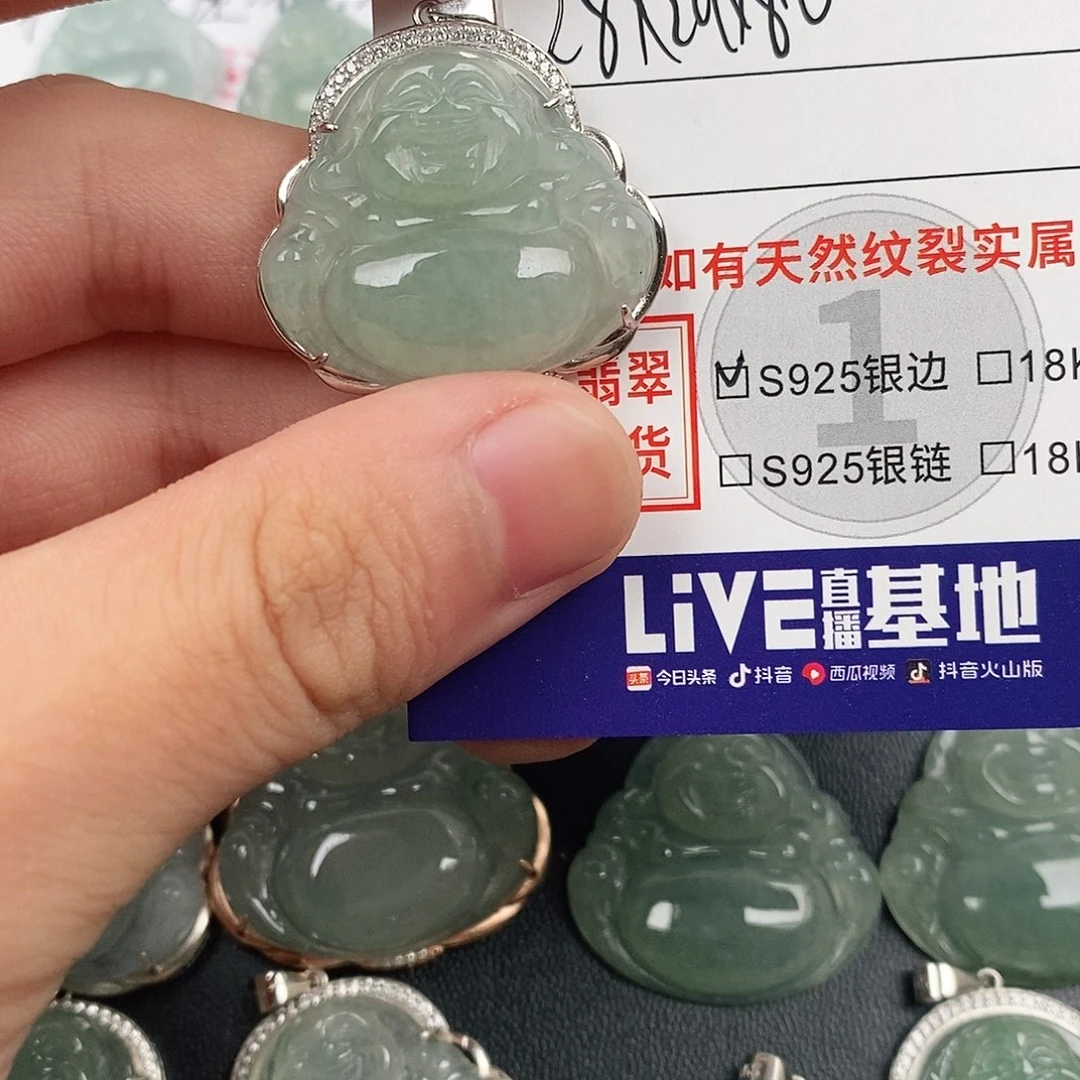 如有天然纹裂实属
翡翠
货
1
☑S925银边 □18K
□S925银链 □18K
LiVE直播基地
头条 今日头条 抖音 西瓜视频 抖音火山版